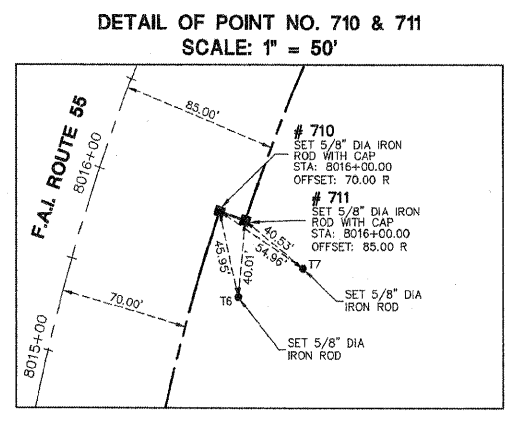 DETAIL OF POINT NO. 710 & 711
SCALE: 1" = 50'
F.A.I. ROUTE 55
8016+00
8015+00
85.00'
70.00'
# 710
SET 5/8" DIA IRON
ROD WITH CAP
STA: 8016+00.00
OFFSET: 70.00 R
# 711
SET 5/8" DIA IRON
ROD WITH CAP
STA: 8016+00.00
OFFSET: 85.00 R
40.53'
54.96'
45.95'
40.01'
T7
SET 5/8" DIA
IRON ROD
T6
SET 5/8" DIA
IRON ROD